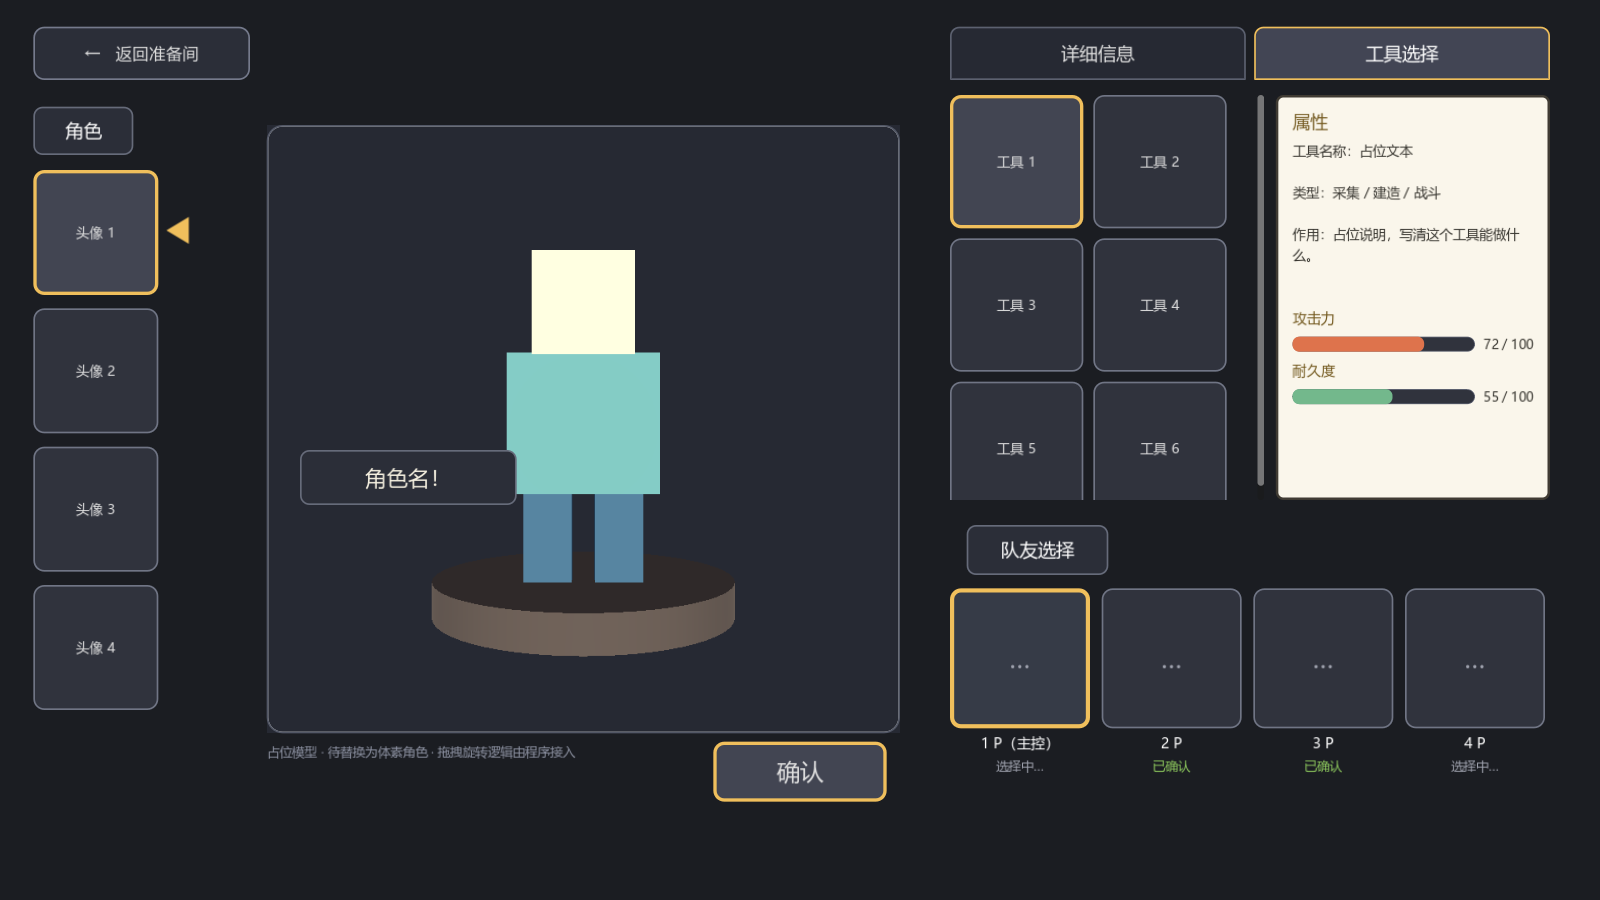 ← 返回准备间
角色
头像 1
头像 2
头像 3
头像 4
角色名!
占位模型 · 待替换为体素角色 · 拖拽旋转逻辑由程序接入
确认
详细信息
工具选择
工具 1
工具 2
工具 3
工具 4
工具 5
工具 6
属性
工具名称：占位文本
类型：采集 / 建造 / 战斗
作用：占位说明，写清这个工具能做什
么。
攻击力
72 / 100
耐久度
55 / 100
队友选择
...
...
...
...
1 P（主控）
选择中...
2 P
已确认
3 P
已确认
4 P
选择中...